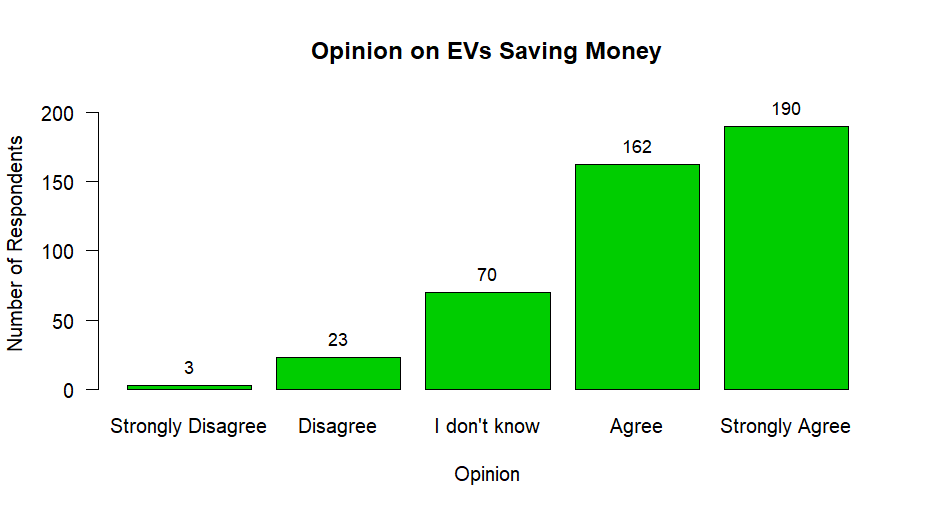 Opinion on EVs Saving Money
Number of Respondents
200
150
100
50
0
3
23
70
162
190
Strongly Disagree
Disagree
I don't know
Agree
Strongly Agree
Opinion